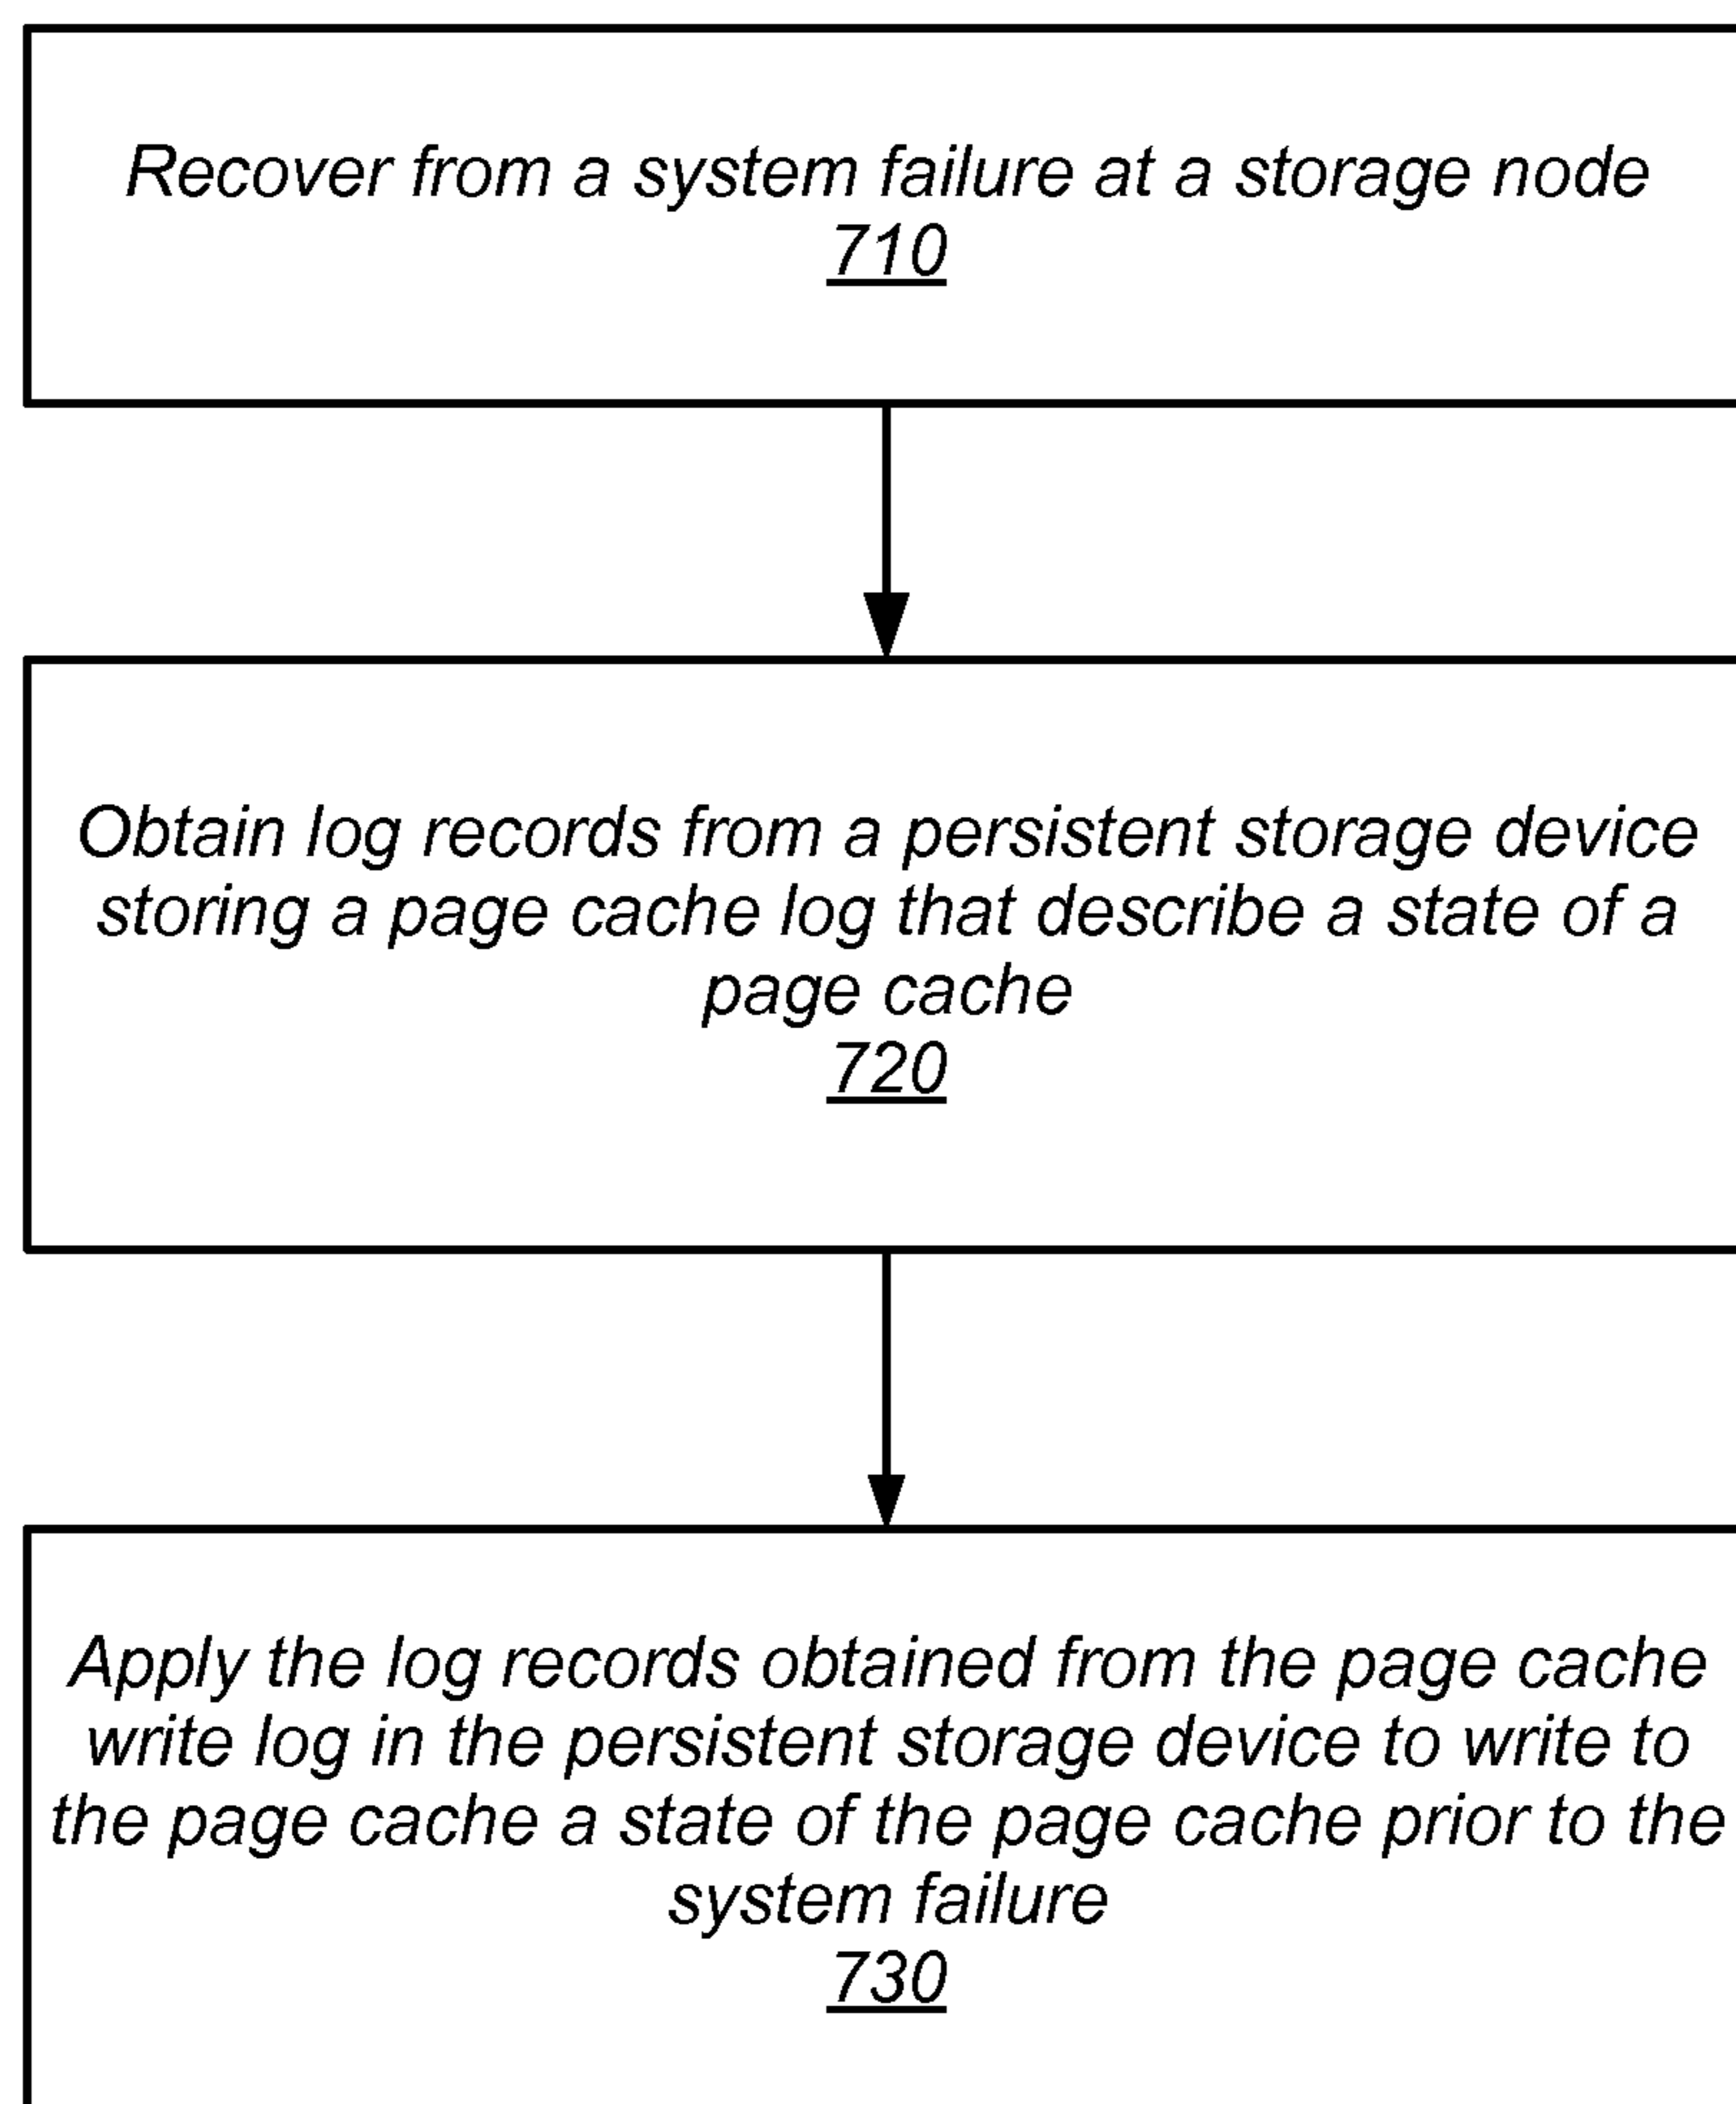 Recover from a system failure at a storage node
710
Obtain log records from a persistent storage device
storing a page cache log that describe a state of a
page cache
720
Apply the log records obtained from the page cache
write log in the persistent storage device to write to
the page cache a state of the page cache prior to the
system failure
730